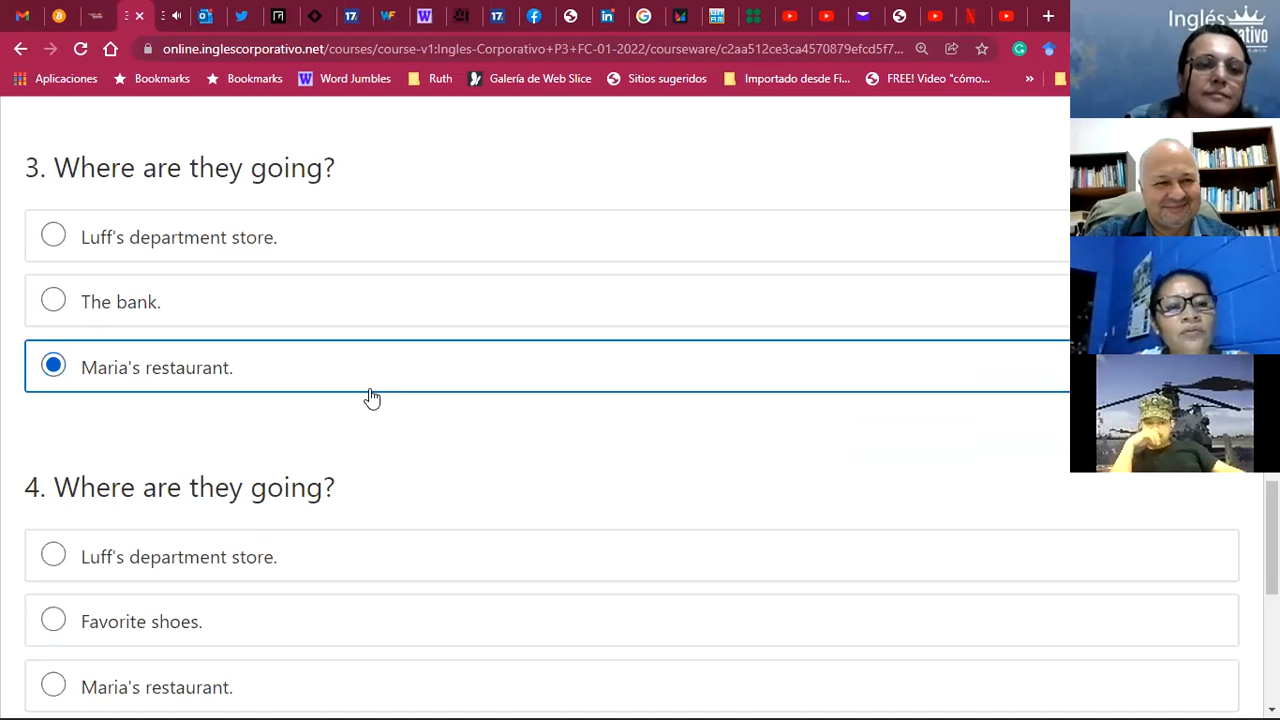 online.inglescorporativo.net/courses/course-v1:Ingles-Corporativo+P3+FC-01-2022/courseware/c2aa512ce3ca4570879efcd5f7...
Aplicaciones
Bookmarks
Bookmarks
Word Jumbles
Ruth
Galería de Web Slice
Sitios sugeridos
Importado desde Fi...
FREE! Video "cómo...
»
Inglés
3. Where are they going?
Luff's department store.
The bank.
Maria's restaurant.
4. Where are they going?
Luff's department store.
Favorite shoes.
Maria's restaurant.